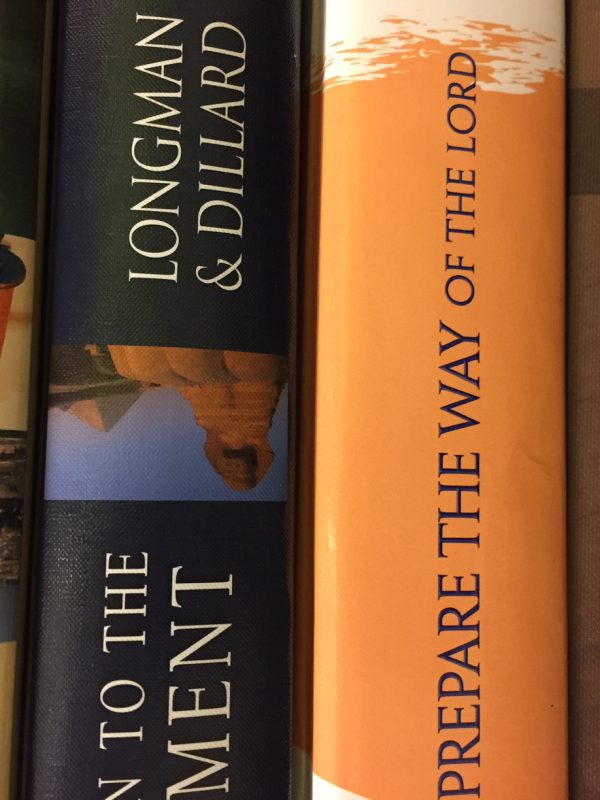 LONGMAN
& DILLARD
N TO THE
MENT
PREPARE THE WAY OF THE LORD